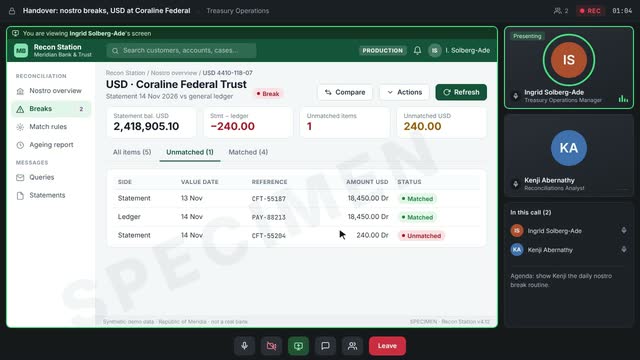 Handover: nostro breaks, USD at Coraline Federal
Treasury Operations
2
REC
01:04
You are viewing Ingrid Solberg-Ade's screen
MB
Recon Station
Meridian Bank & Trust
Search customers, accounts, cases...
PRODUCTION
IS
I. Solberg-Ade
RECONCILIATION
Nostro overview
Breaks 2
Match rules
Ageing report
MESSAGES
Queries
Statements
Recon Station / Nostro overview / USD 4410-118-07
USD · Coraline Federal Trust
Statement 14 Nov 2026 vs general ledger
Break
Compare
Actions
Refresh
Statement bal. USD
2,418,905.10
Stmt − ledger
−240.00
Unmatched items
1
Unmatched USD
240.00
All items (5)
Unmatched (1)
Matched (4)
SIDE VALUE DATE REFERENCE AMOUNT USD STATUS
Statement 13 Nov CFT-55187 18,450.00 Dr Matched
Ledger 14 Nov PAY-88213 18,450.00 Dr Matched
Statement 14 Nov CFT-55204 240.00 Dr Unmatched
SPECIMEN
Synthetic demo data · Republic of Meridia · not a real bank
SPECIMEN · Recon Station v4.12
Presenting
IS
Ingrid Solberg-Ade
Treasury Operations Manager
KA
Kenji Abernathy
Reconciliations Analyst
In this call (2)
IS Ingrid Solberg-Ade
KA Kenji Abernathy
Agenda: show Kenji the daily nostro
break routine.
Leave